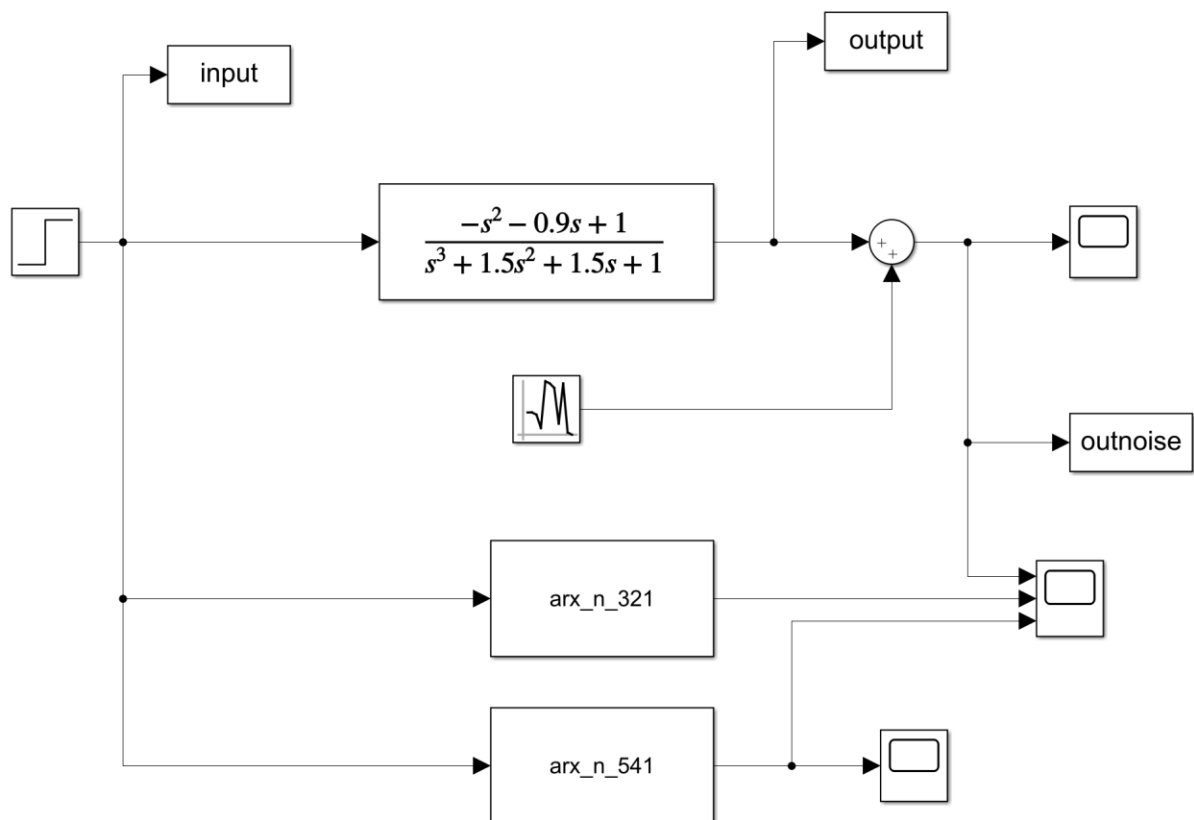 output
input
-s² - 0.9s + 1
s³ + 1.5s² + 1.5s + 1
+
+
outnoise
arx_n_321
arx_n_541